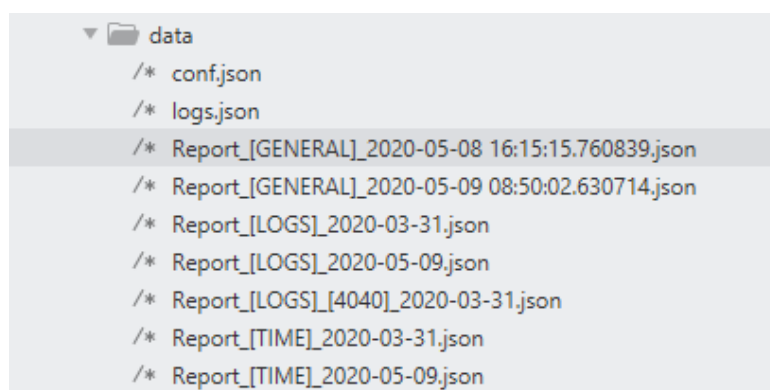 data
/* conf.json
/* logs.json
/* Report_[GENERAL]_2020-05-08 16:15:15.760839.json
/* Report_[GENERAL]_2020-05-09 08:50:02.630714.json
/* Report_[LOGS]_2020-03-31.json
/* Report_[LOGS]_2020-05-09.json
/* Report_[LOGS]_[4040]_2020-03-31.json
/* Report_[TIME]_2020-03-31.json
/* Report_[TIME]_2020-05-09.json